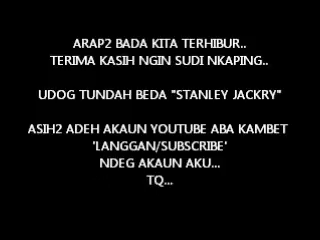 ARAP2 BADA KITA TERHIBUR..
TERIMA KASIH NGIN SUDI NKAPING..
UDOG TUNDAH BEDA "STANLEY JACKRY"
ASIH2 ADEH AKAUN YOUTUBE ABA KAMBET
'LANGGAN/SUBSCRIBE'
NDEG AKAUN AKU...
TQ...